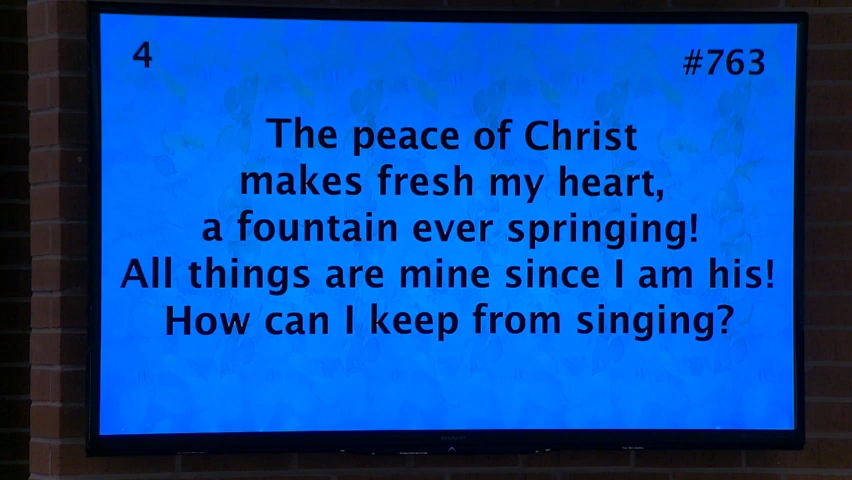 4 #763
The peace of Christ
makes fresh my heart,
a fountain ever springing!
All things are mine since I am his!
How can I keep from singing?
SHARP